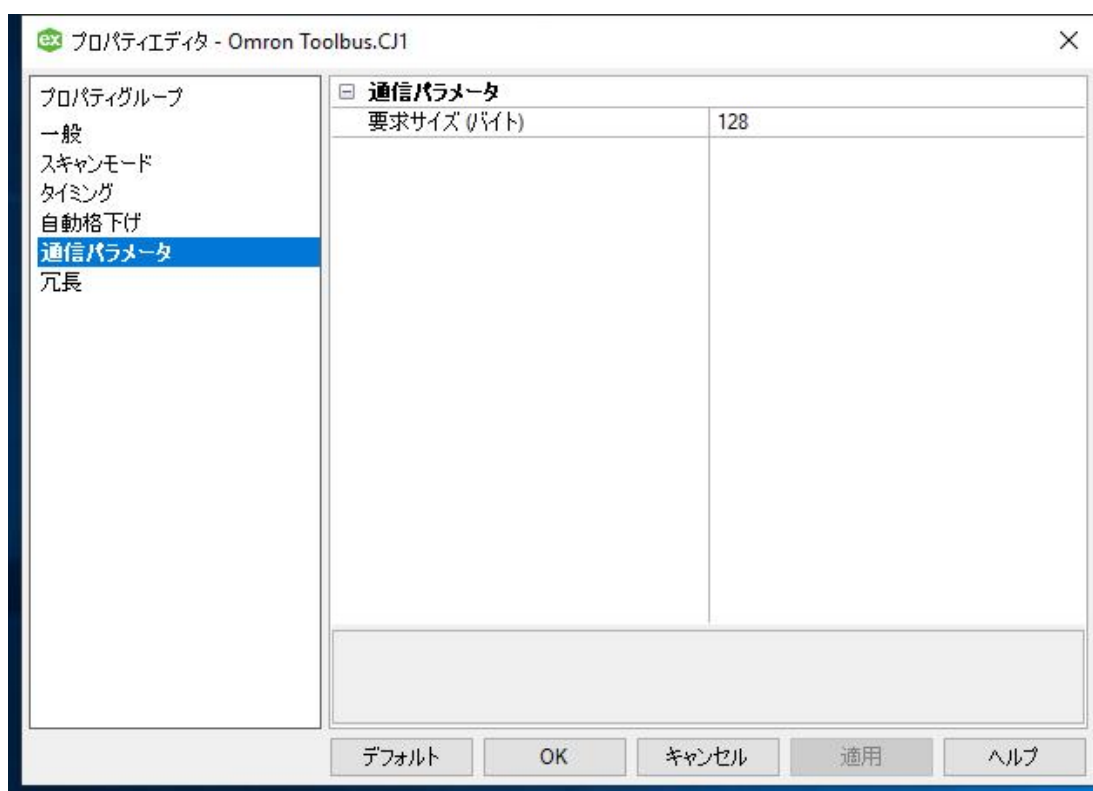 ex プロパティエディタ - Omron Toolbus.CJ1
プロパティグループ
一般
スキャンモード
タイミング
自動格下げ
通信パラメータ
冗長
通信パラメータ
要求サイズ (バイト) 128
デフォルト OK キャンセル 適用 ヘルプ